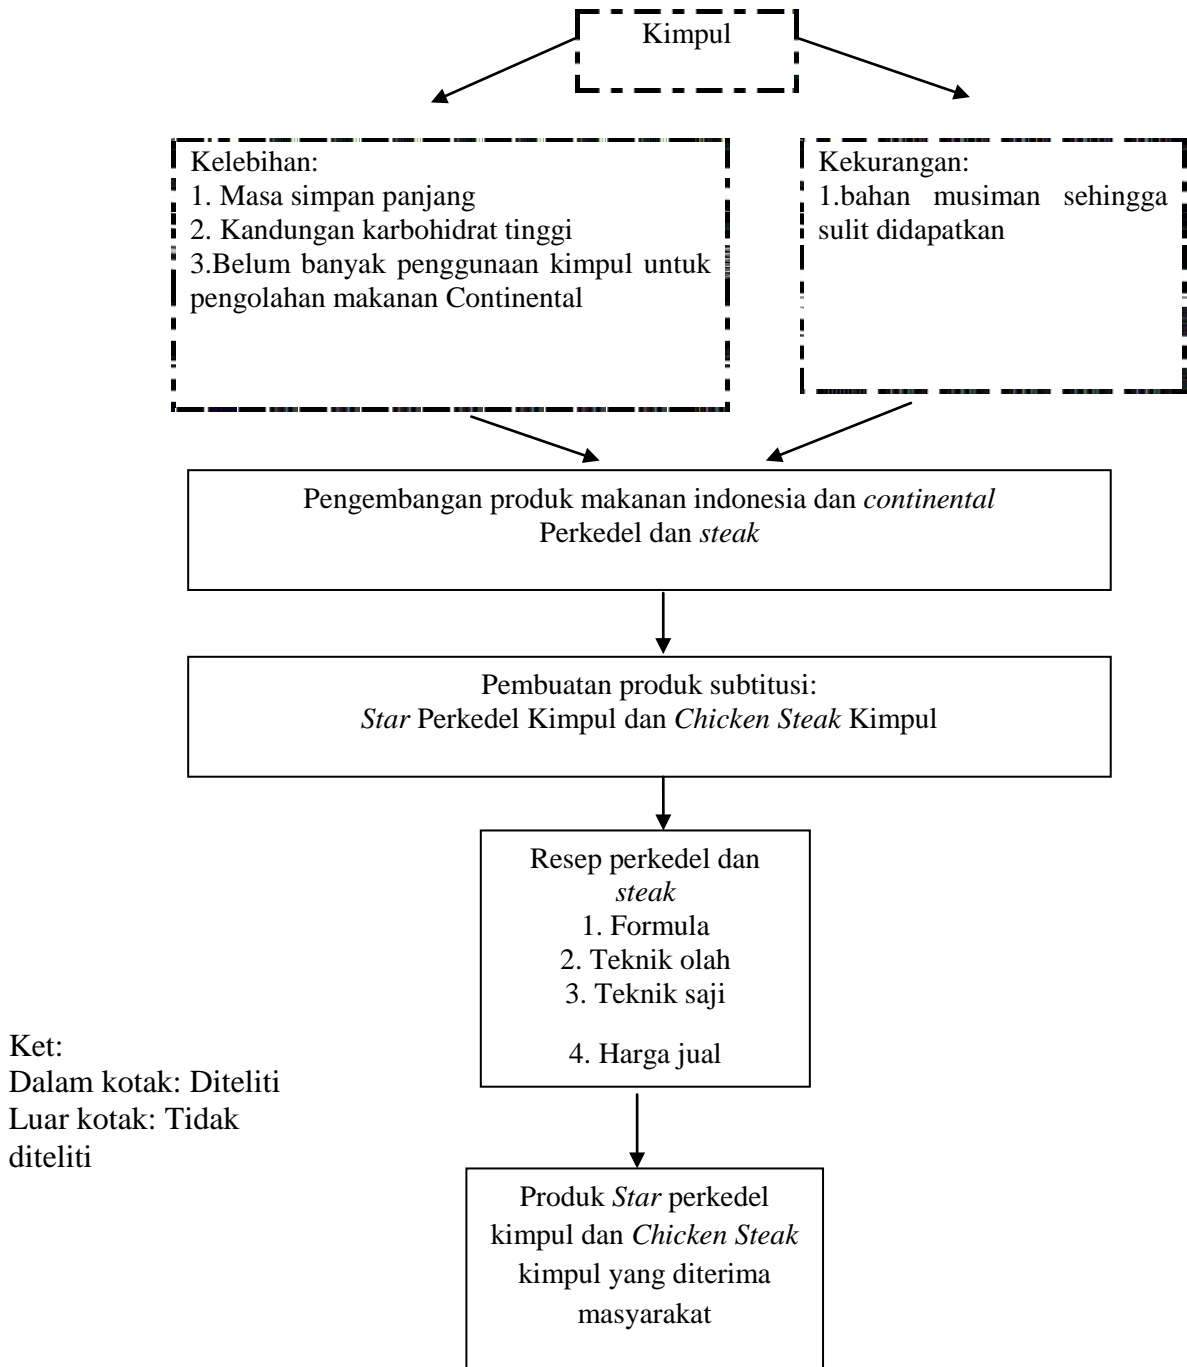 Kimpul
Kelebihan:
1. Masa simpan panjang
2. Kandungan karbohidrat tinggi
3.Belum banyak penggunaan kimpul untuk
pengolahan makanan Continental
Kekurangan:
1.bahan musiman sehingga
sulit didapatkan
Pengembangan produk makanan indonesia dan continental
Perkedel dan steak
Pembuatan produk subtitusi:
Star Perkedel Kimpul dan Chicken Steak Kimpul
Resep perkedel dan
steak
1. Formula
2. Teknik olah
3. Teknik saji
4. Harga jual
Ket:
Dalam kotak: Diteliti
Luar kotak: Tidak
diteliti
Produk Star perkedel
kimpul dan Chicken Steak
kimpul yang diterima
masyarakat